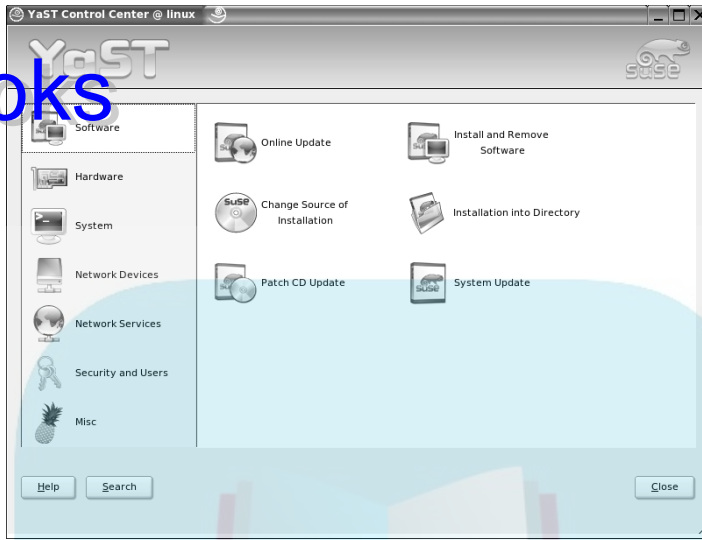 YaST Control Center @ linux
YaST
SUSE
oks
Software
Hardware
System
Network Devices
Network Services
Security and Users
Misc
Online Update
Install and Remove
Software
SUSE
Change Source of
Installation
Installation into Directory
Patch CD Update
SUSE
System Update
Help
Search
Close